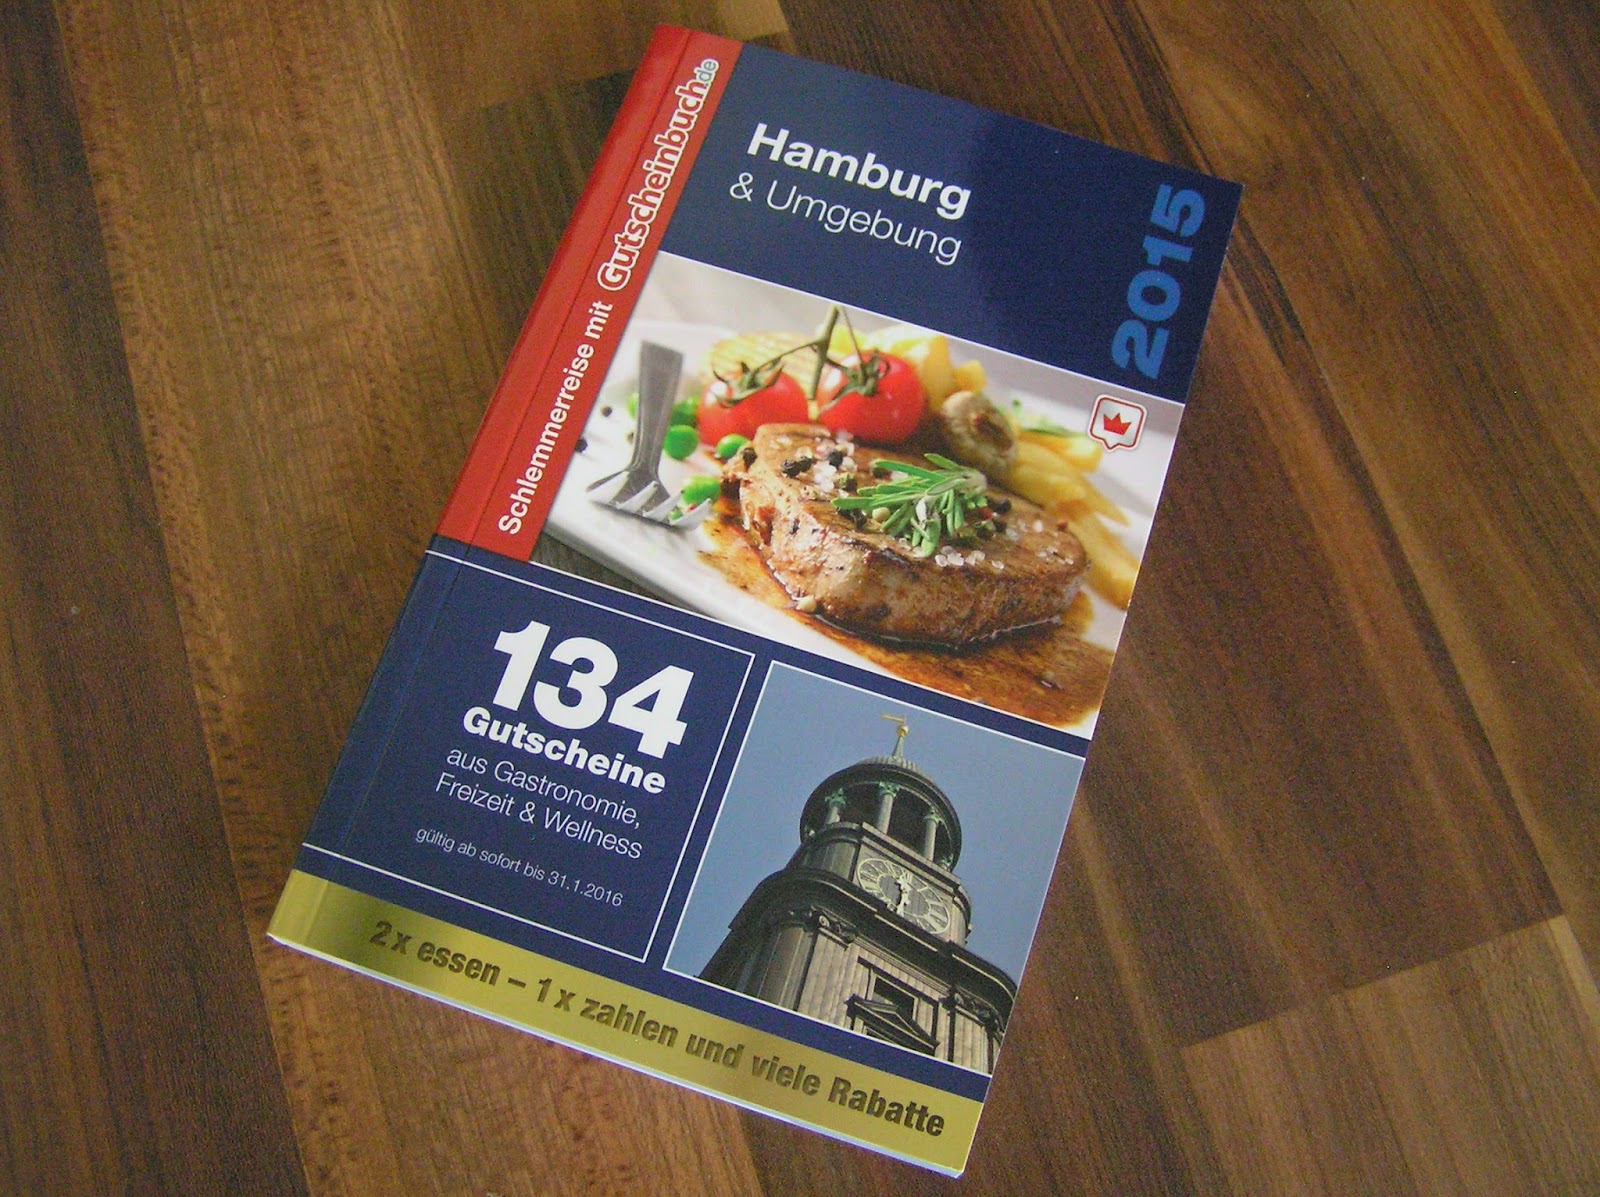 Schlemmerreise mit Gutscheinbuch.de
Hamburg
& Umgebung
2015
134
Gutscheine
aus Gastronomie,
Freizeit & Wellness
gültig ab sofort bis 31.1.2016
2 x essen – 1 x zahlen und viele Rabatte